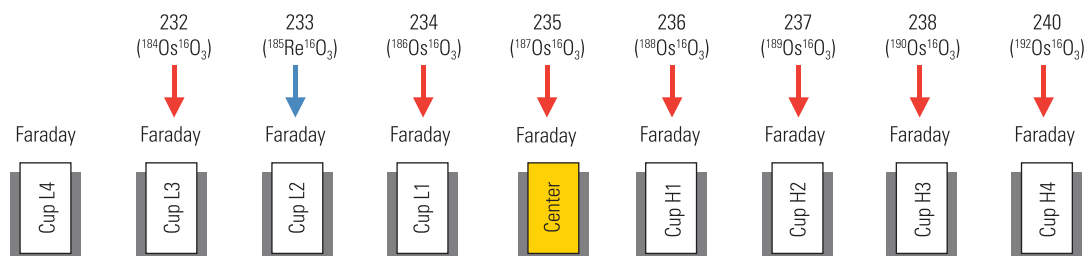 232 233 234 235 236 237 238 240
(¹⁸⁴Os¹⁶O₃) (¹⁸⁵Re¹⁶O₃) (¹⁸⁶Os¹⁶O₃) (¹⁸⁷Os¹⁶O₃) (¹⁸⁸Os¹⁶O₃) (¹⁸⁹Os¹⁶O₃) (¹⁹⁰Os¹⁶O₃) (¹⁹²Os¹⁶O₃)
Faraday Faraday Faraday Faraday Faraday Faraday Faraday Faraday Faraday
Cup L4 Cup L3 Cup L2 Cup L1 Center Cup H1 Cup H2 Cup H3 Cup H4